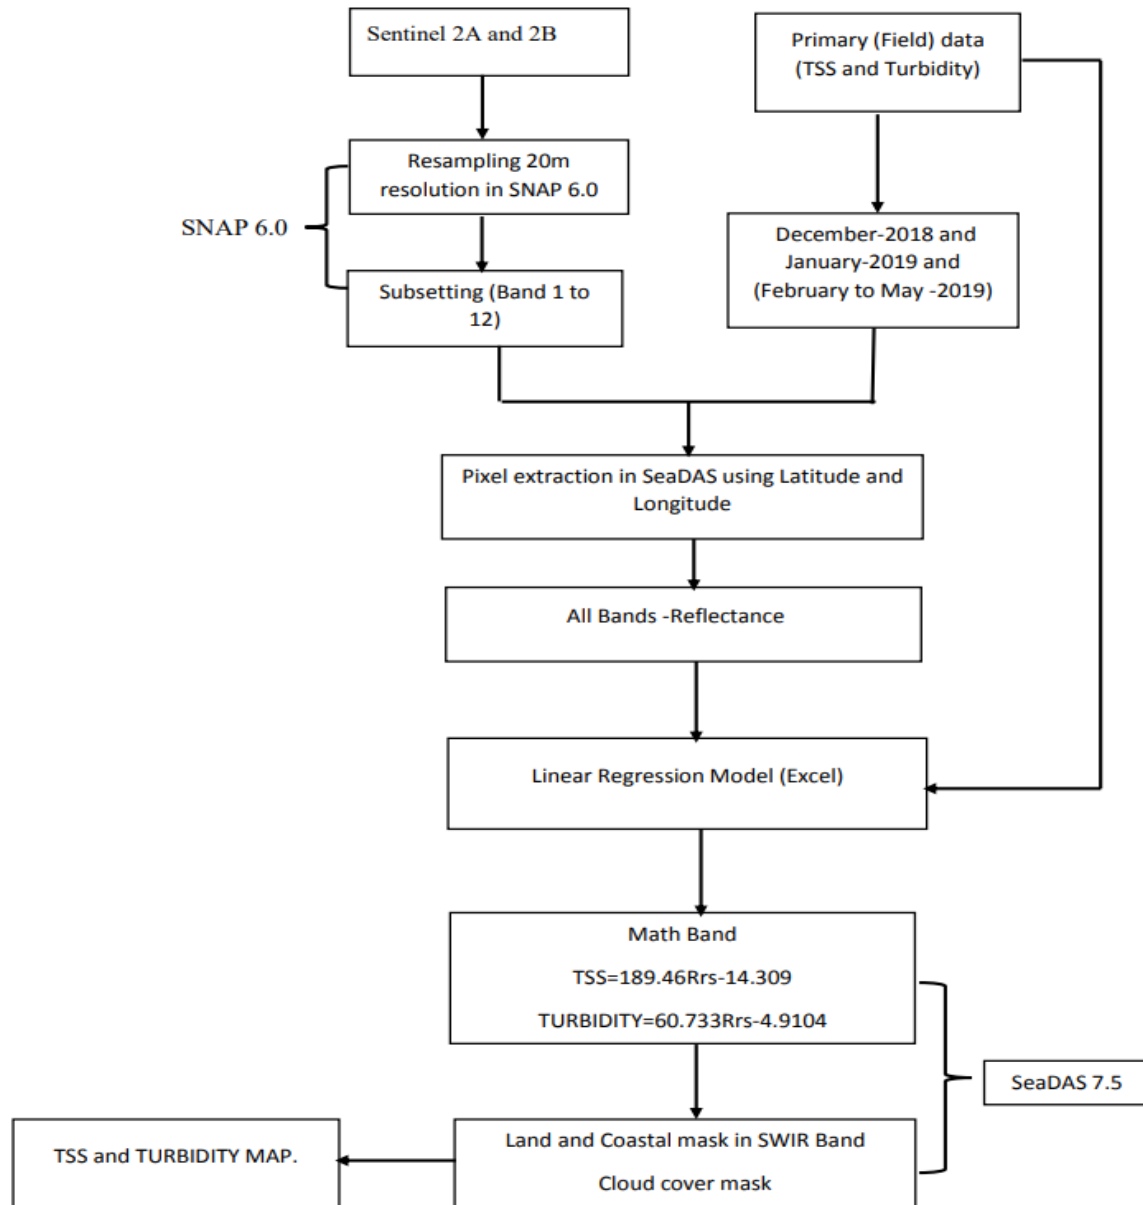 Sentinel 2A and 2B
Primary (Field) data
(TSS and Turbidity)
Resampling 20m
resolution in SNAP 6.0
SNAP 6.0
December-2018 and
January-2019 and
(February to May -2019)
Subsetting (Band 1 to
12)
Pixel extraction in SeaDAS using Latitude and
Longitude
All Bands -Reflectance
Linear Regression Model (Excel)
Math Band
TSS=189.46Rrs-14.309
TURBIDITY=60.733Rrs-4.9104
SeaDAS 7.5
Land and Coastal mask in SWIR Band
Cloud cover mask
TSS and TURBIDITY MAP.